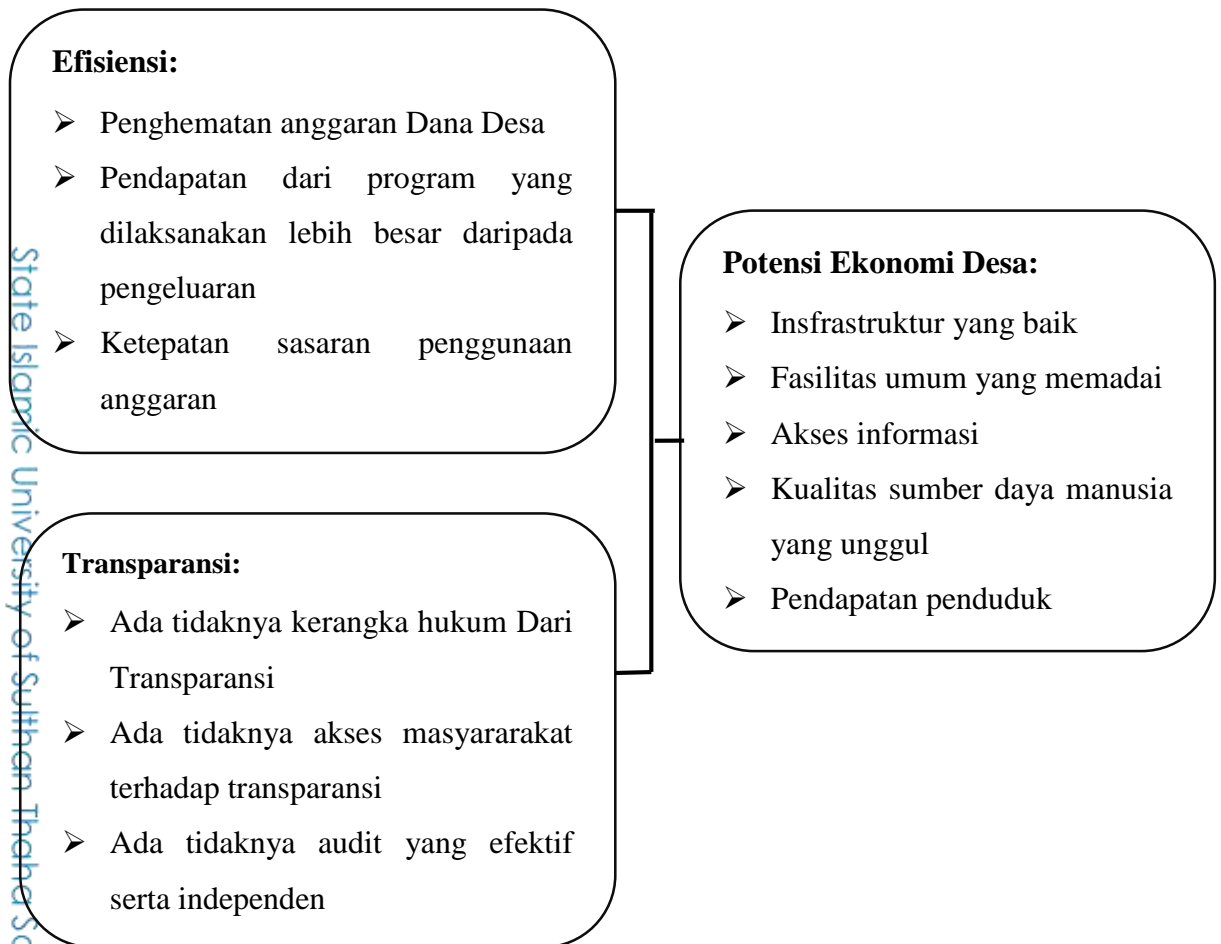 Efisiensi:
➢ Penghematan anggaran Dana Desa
➢ Pendapatan dari program yang
dilaksanakan lebih besar daripada
pengeluaran
➢ Ketepatan sasaran penggunaan
anggaran
Transparansi:
➢ Ada tidaknya kerangka hukum Dari
Transparansi
➢ Ada tidaknya akses masyararakat
terhadap transparansi
➢ Ada tidaknya audit yang efektif
serta independen
Potensi Ekonomi Desa:
➢ Insfrastruktur yang baik
➢ Fasilitas umum yang memadai
➢ Akses informasi
➢ Kualitas sumber daya manusia
yang unggul
➢ Pendapatan penduduk
State Islamic University of Sulthan Thaha